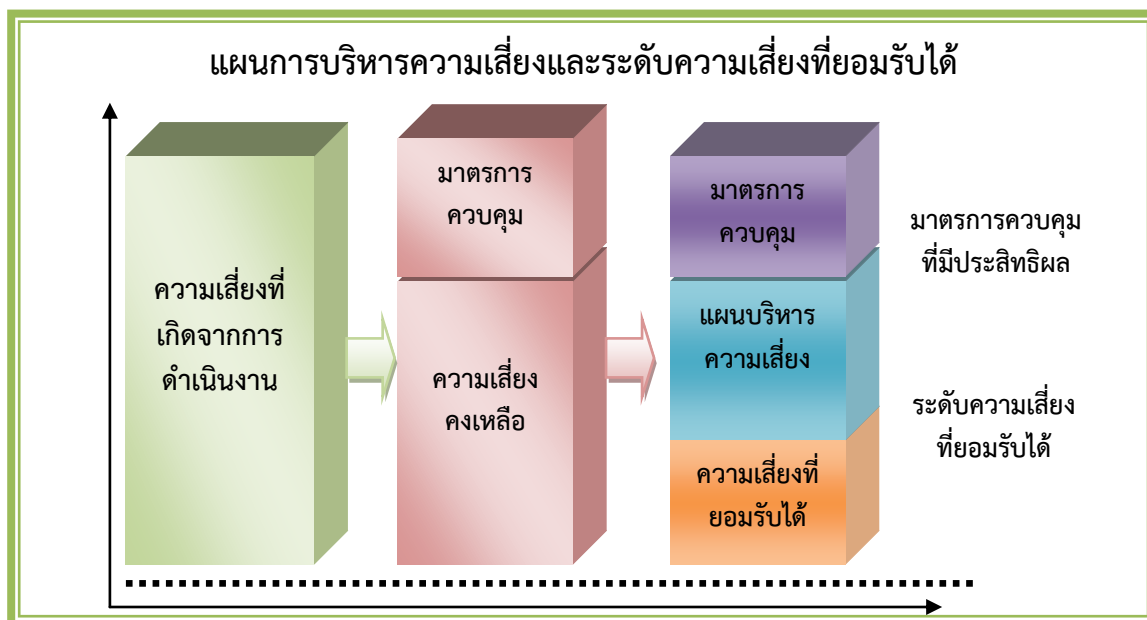 แผนการบริหารความเสี่ยงและระดับความเสี่ยงที่ยอมรับได้
ความเสี่ยงที่
เกิดจากการ
ดำเนินงาน
มาตรการ
ควบคุม
ความเสี่ยง
คงเหลือ
มาตรการ
ควบคุม
แผนบริหาร
ความเสี่ยง
ความเสี่ยงที่
ยอมรับได้
มาตรการควบคุม
ที่มีประสิทธิผล
ระดับความเสี่ยง
ที่ยอมรับได้